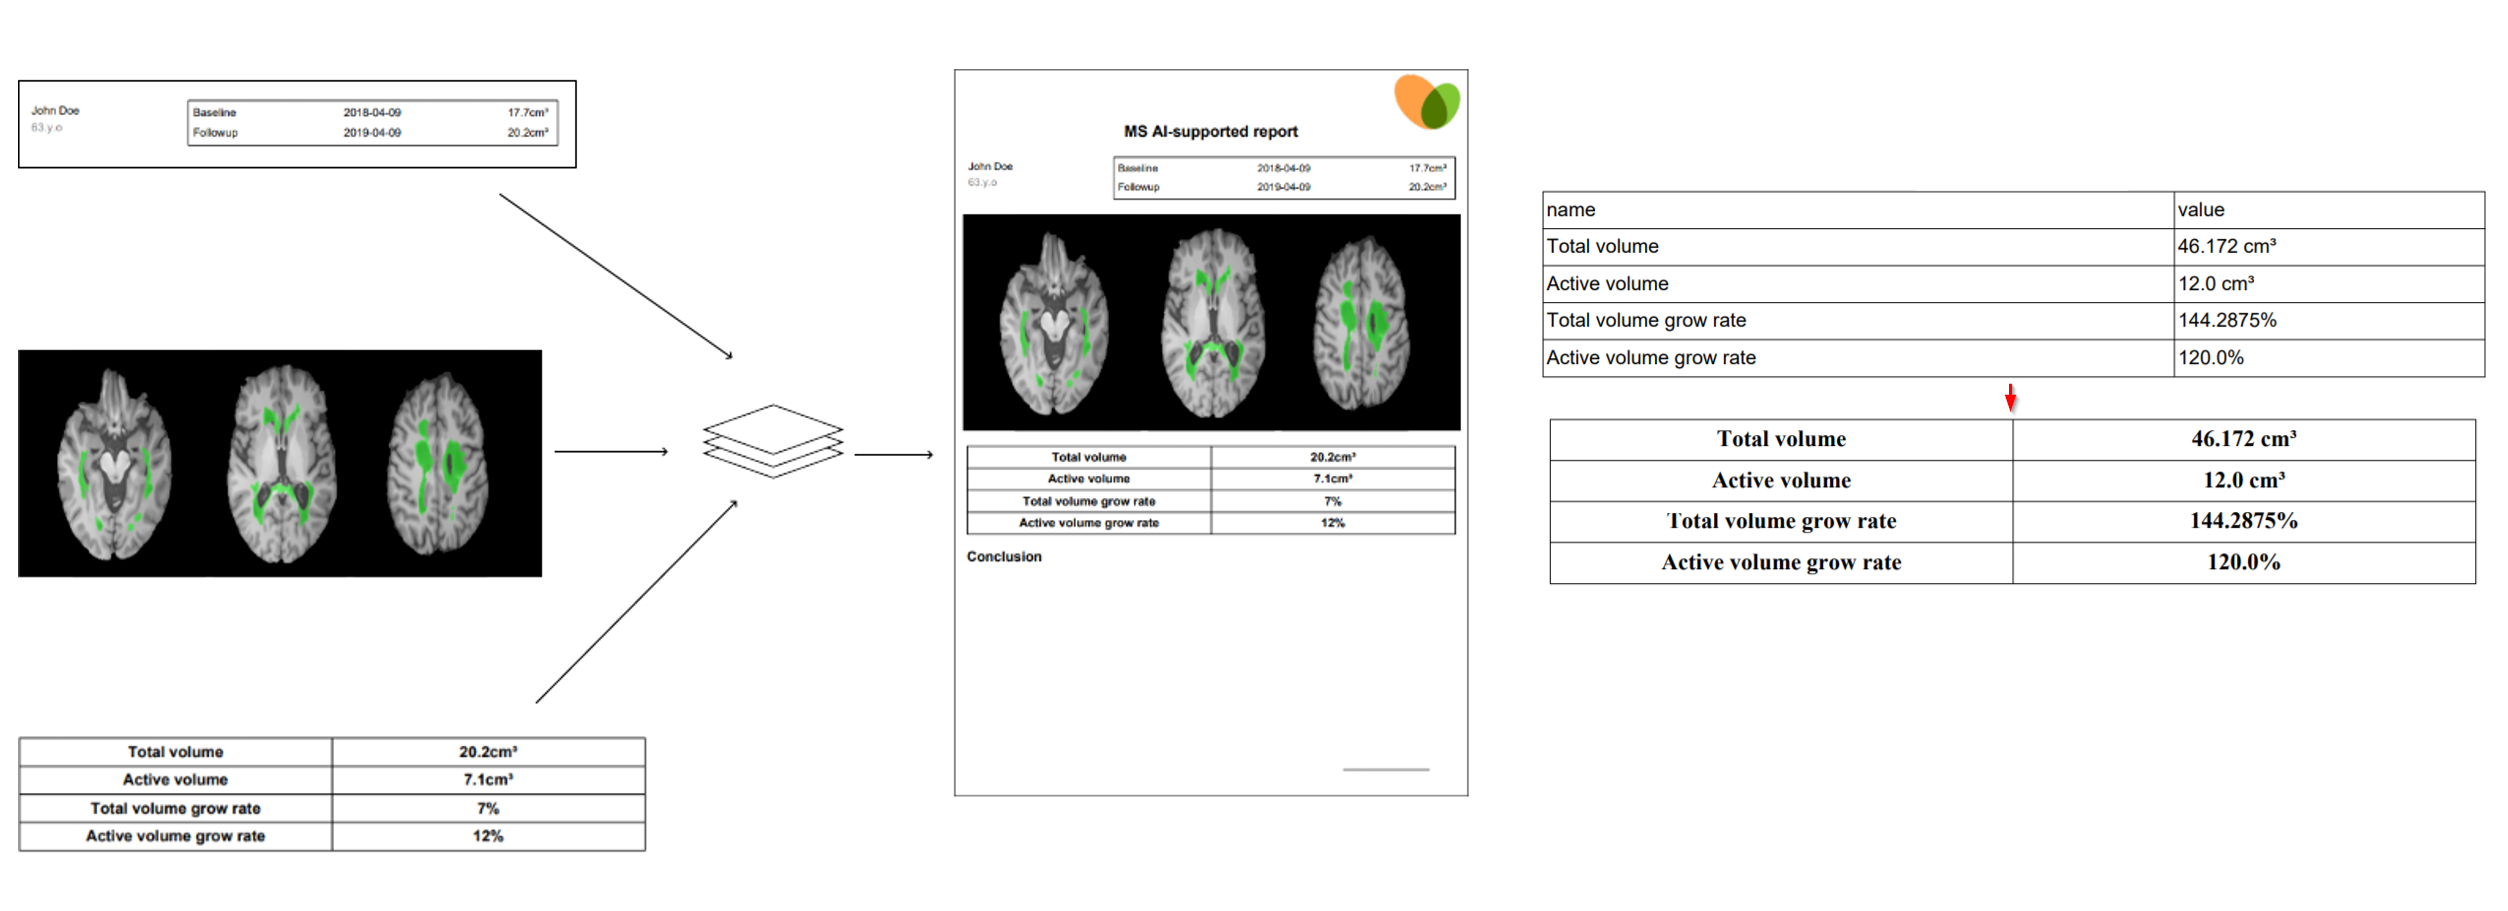 John Doe
63.y.o
Baseline 2018-04-09 17.7cm³
Followup 2019-04-09 20.2cm³
Total volume 20.2cm³
Active volume 7.1cm³
Total volume grow rate 7%
Active volume grow rate 12%
MS AI-supported report
John Doe
63.y.o
Baseline 2018-04-09 17.7cm³
Followup 2019-04-09 20.2cm³
Total volume 20.2cm³
Active volume 7.1cm³
Total volume grow rate 7%
Active volume grow rate 12%
Conclusion
name value
Total volume 46.172 cm³
Active volume 12.0 cm³
Total volume grow rate 144.2875%
Active volume grow rate 120.0%
Total volume 46.172 cm³
Active volume 12.0 cm³
Total volume grow rate 144.2875%
Active volume grow rate 120.0%